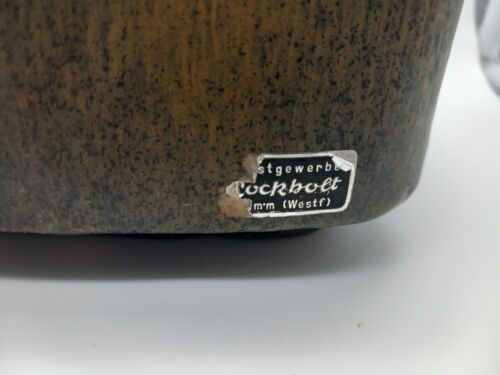 stgewerbe
ockholt
m·m (Westf)